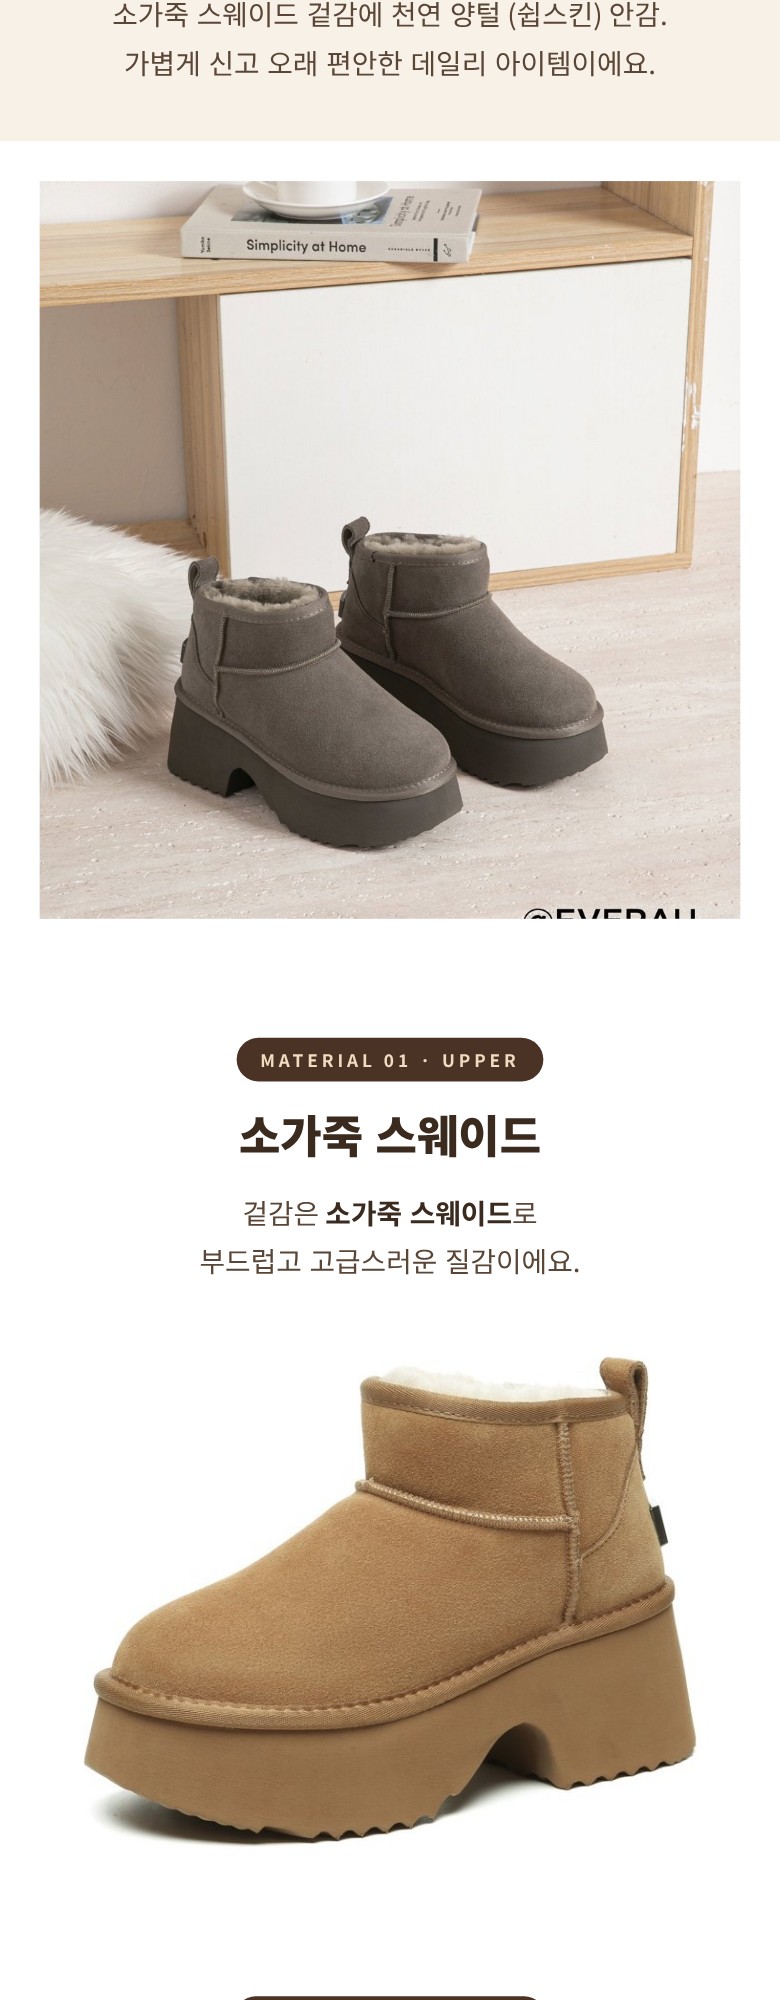 소가죽 스웨이드 겉감에 천연 양털 (쉽스킨) 안감.
가볍게 신고 오래 편안한 데일리 아이템이에요.
Simplicity at Home
MATERIAL 01 · UPPER
소가죽 스웨이드
겉감은 소가죽 스웨이드로
부드럽고 고급스러운 질감이에요.